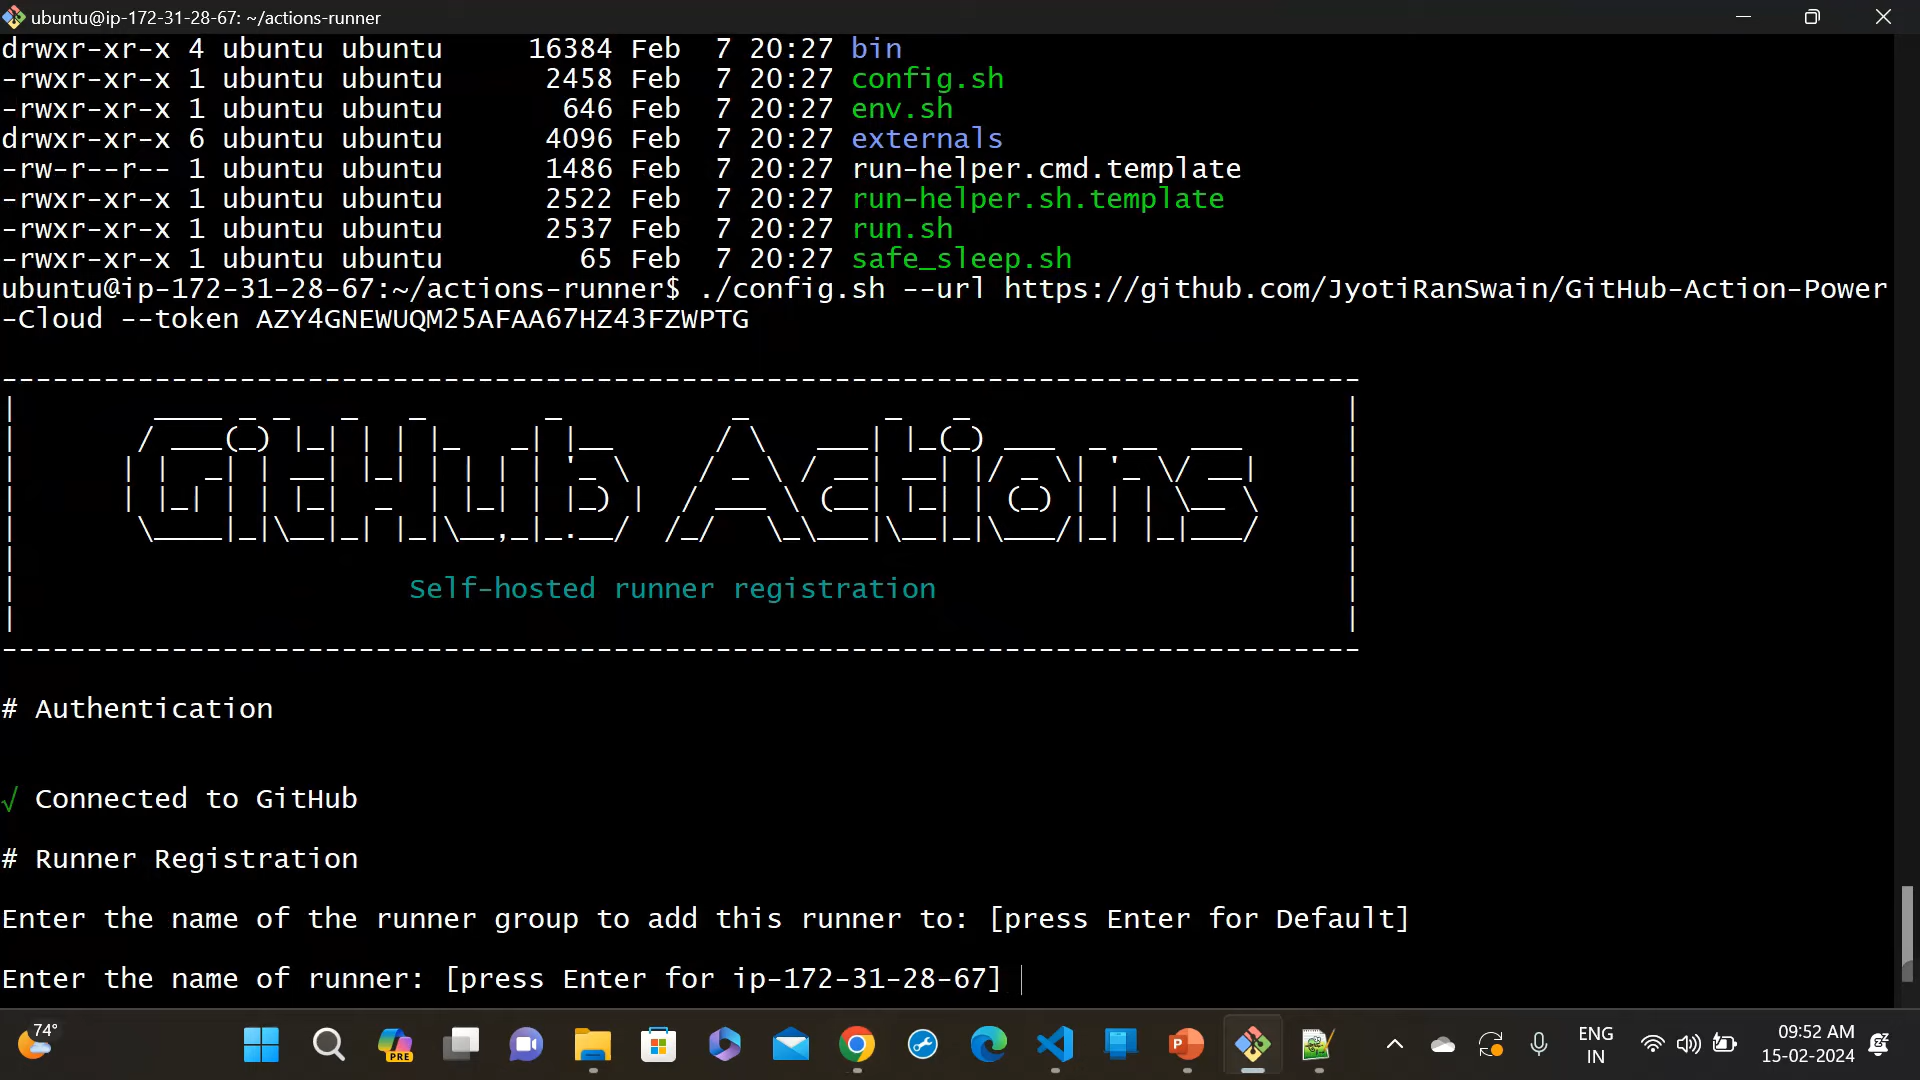 ubuntu@ip-172-31-28-67: ~/actions-runner
drwxr-xr-x 4 ubuntu ubuntu 16384 Feb 7 20:27 bin
-rwxr-xr-x 1 ubuntu ubuntu 2458 Feb 7 20:27 config.sh
-rwxr-xr-x 1 ubuntu ubuntu 646 Feb 7 20:27 env.sh
drwxr-xr-x 6 ubuntu ubuntu 4096 Feb 7 20:27 externals
-rw-r--r-- 1 ubuntu ubuntu 1486 Feb 7 20:27 run-helper.cmd.template
-rwxr-xr-x 1 ubuntu ubuntu 2522 Feb 7 20:27 run-helper.sh.template
-rwxr-xr-x 1 ubuntu ubuntu 2537 Feb 7 20:27 run.sh
-rwxr-xr-x 1 ubuntu ubuntu 65 Feb 7 20:27 safe_sleep.sh
ubuntu@ip-172-31-28-67:~/actions-runner$ ./config.sh --url https://github.com/JyotiRanSwain/GitHub-Action-Power
-Cloud --token AZY4GNEWUQM25AFAA67HZ43FZWPTG
GitHub Actions
Self-hosted runner registration
# Authentication
√ Connected to GitHub
# Runner Registration
Enter the name of the runner group to add this runner to: [press Enter for Default]
Enter the name of runner: [press Enter for ip-172-31-28-67]
74°
PRE
ENG
IN
09:52 AM
15-02-2024